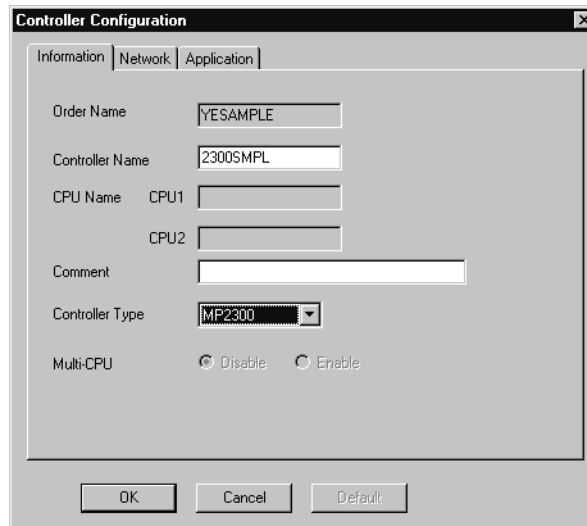 Controller Configuration
Information Network Application
Order Name YESAMPLE
Controller Name 2300SMPL
CPU Name CPU1
CPU2
Comment
Controller Type MP2300
Multi-CPU Disable Enable
OK Cancel Default